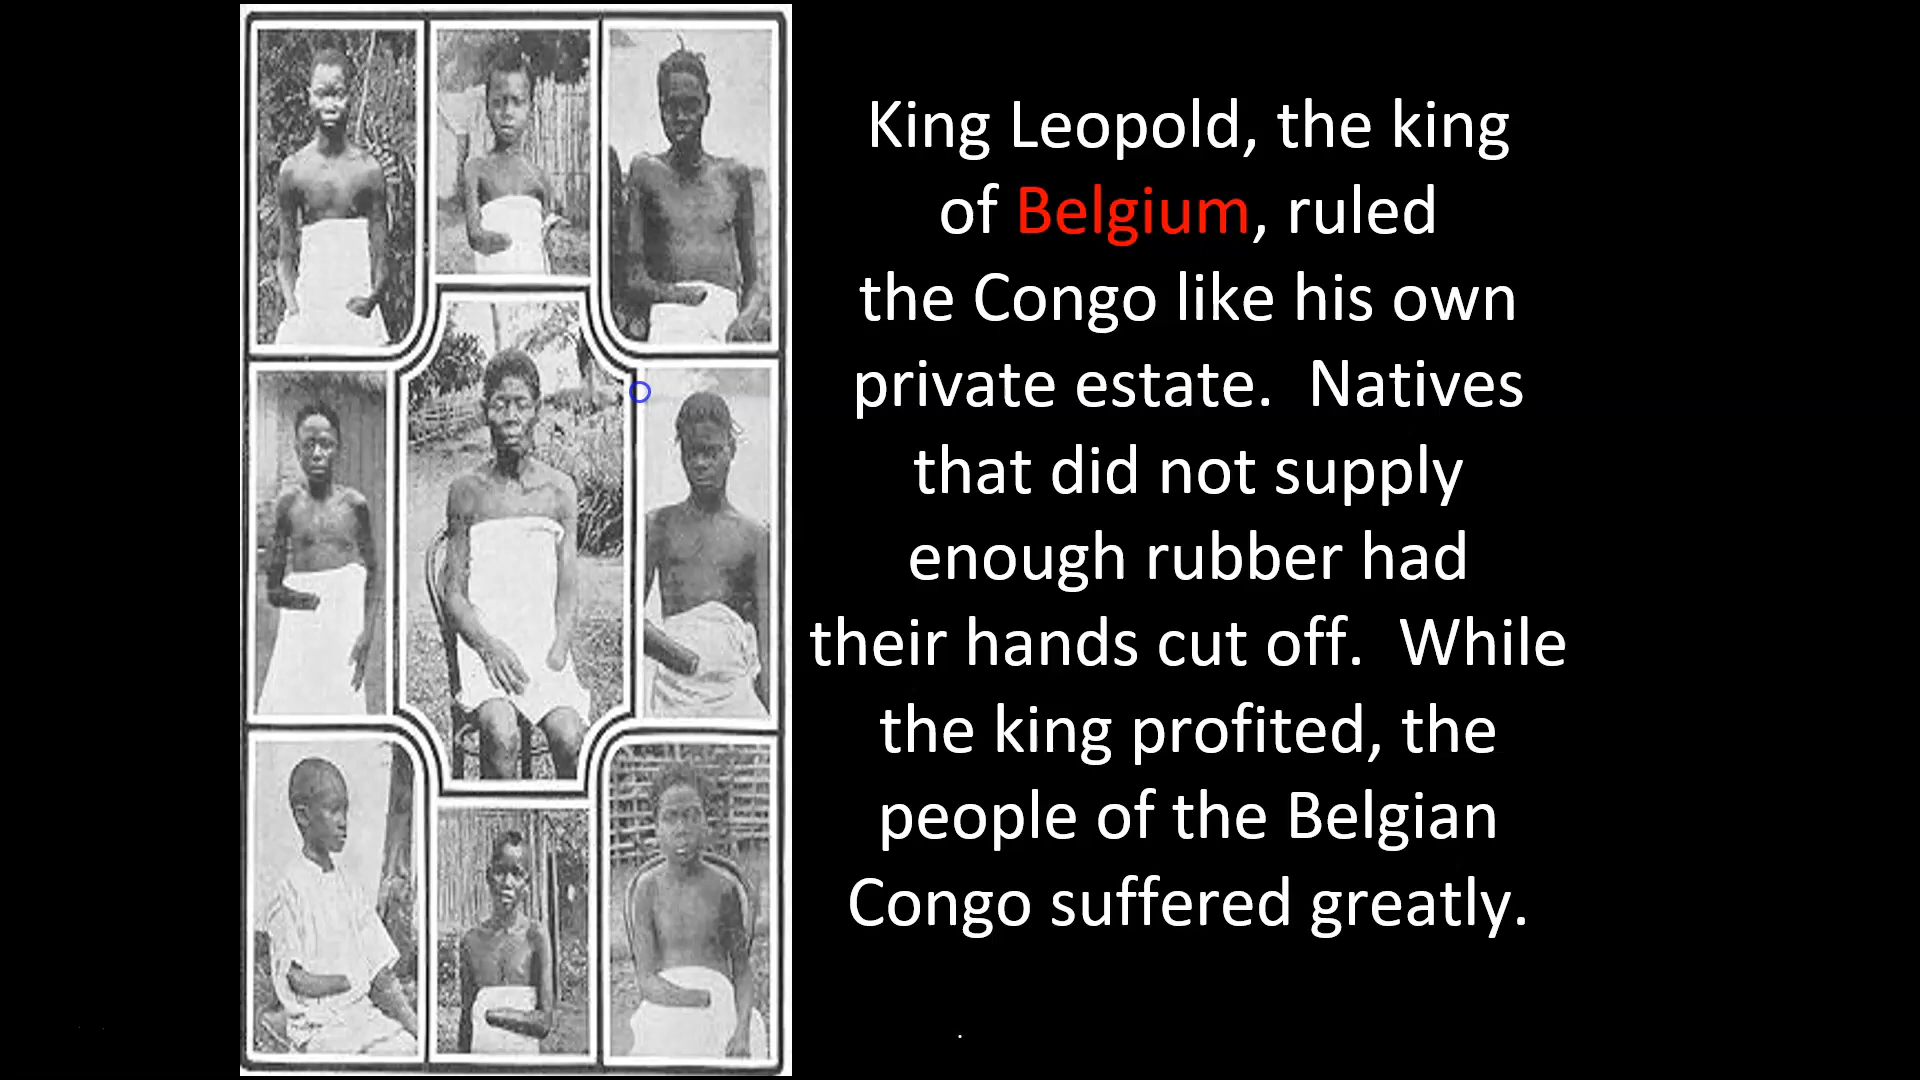 King Leopold, the king
of Belgium, ruled
the Congo like his own
private estate.  Natives
that did not supply
enough rubber had
their hands cut off.  While
the king profited, the
people of the Belgian
Congo suffered greatly.